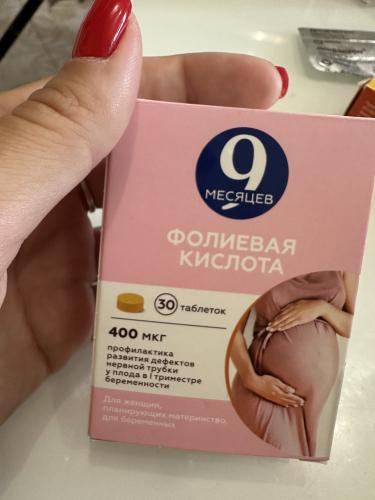 9
МЕСЯЦЕВ
ФОЛИЕВАЯ
КИСЛОТА
30 таблеток
400 МКГ
профилактика
развития дефектов
нервной трубки
у плода в I триместре
беременности
Для женщин,
планирующих материнство,
для беременных